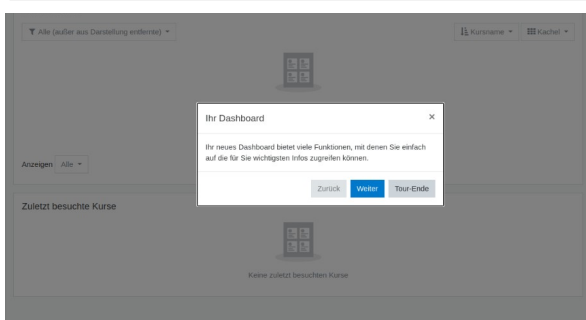 Alle (außer aus Darstellung entfernte)
Kursname
Kachel
Ihr Dashboard
×
Ihr neues Dashboard bietet viele Funktionen, mit denen Sie einfach
auf die für Sie wichtigsten Infos zugreifen können.
Anzeigen Alle
Zurück Weiter Tour-Ende
Zuletzt besuchte Kurse
Keine zuletzt besuchten Kurse